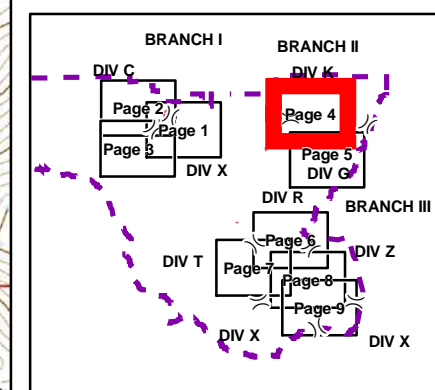 BRANCH I
BRANCH II
DIV C
DIV K
Page 2
Page 4
Page 1
Page 3
Page 5
DIV X
DIV G
DIV R
BRANCH III
Page 6
DIV Z
DIV T
Page 7
Page 8
Page 9
DIV X
DIV X